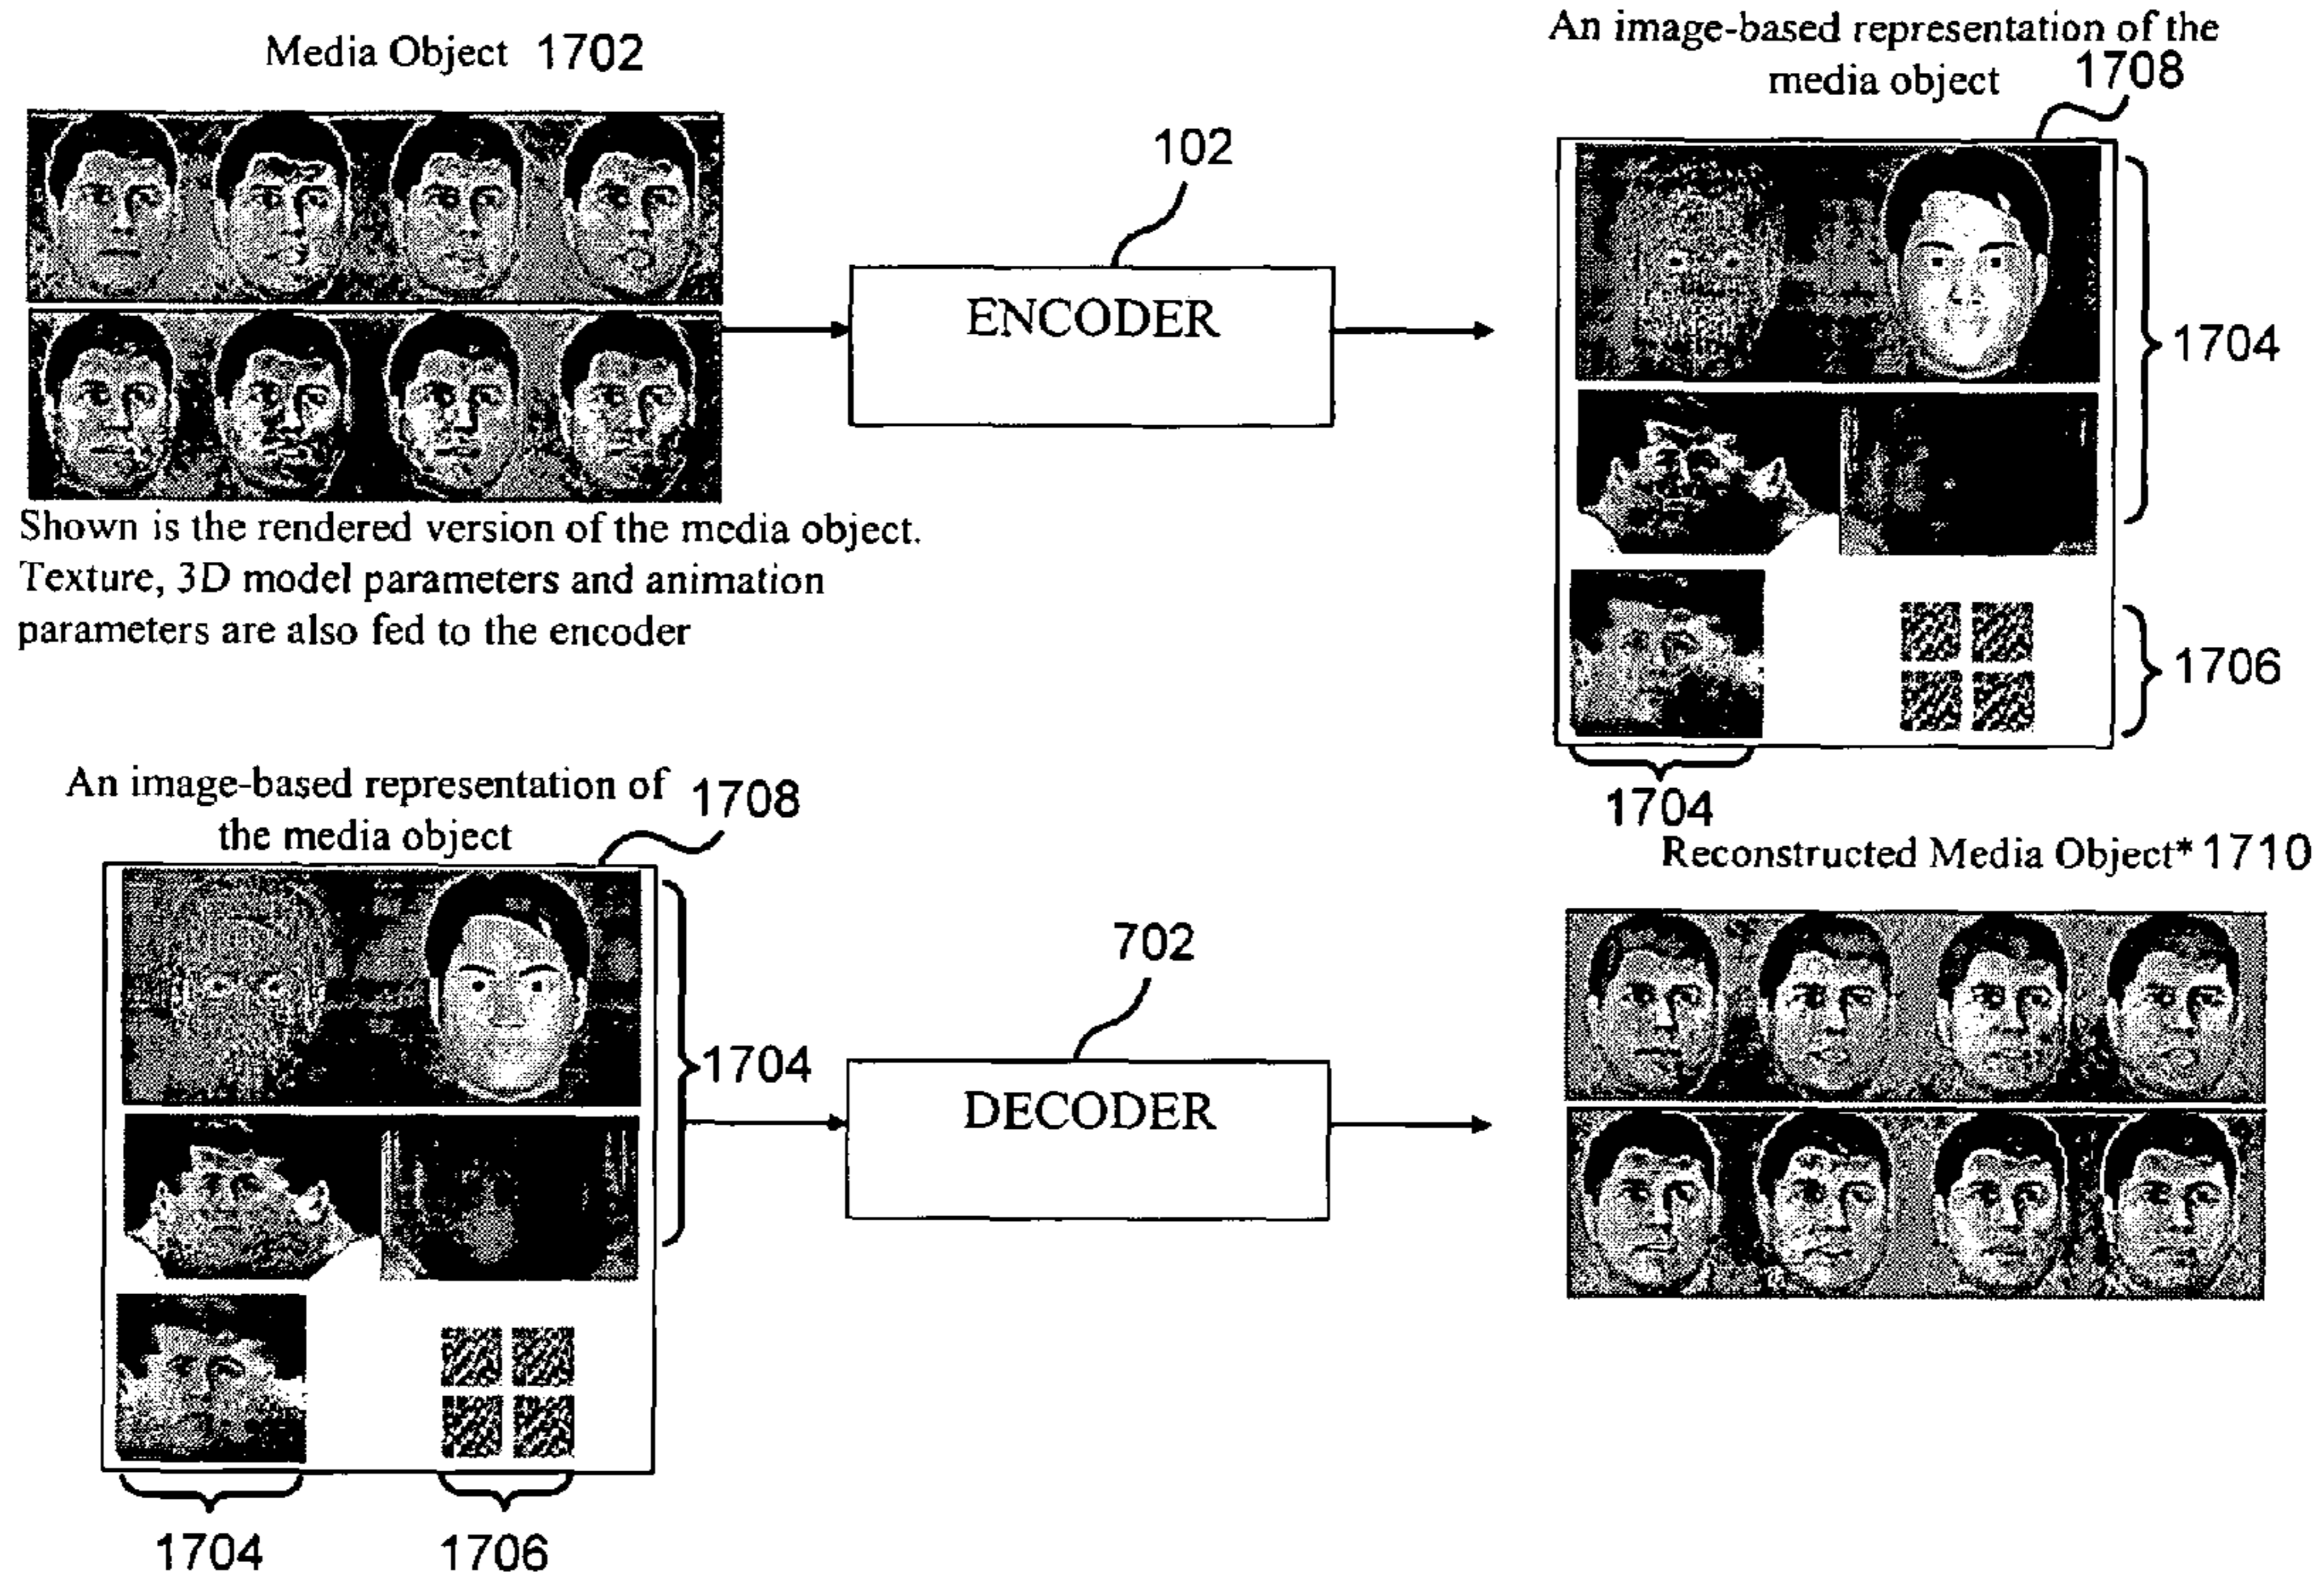 Media Object 1702
An image-based representation of the
media object 1708
102
ENCODER
1704
Shown is the rendered version of the media object.
Texture, 3D model parameters and animation
parameters are also fed to the encoder
1706
1704
An image-based representation of 1708
the media object
Reconstructed Media Object* 1710
702
1704
DECODER
1704 1706